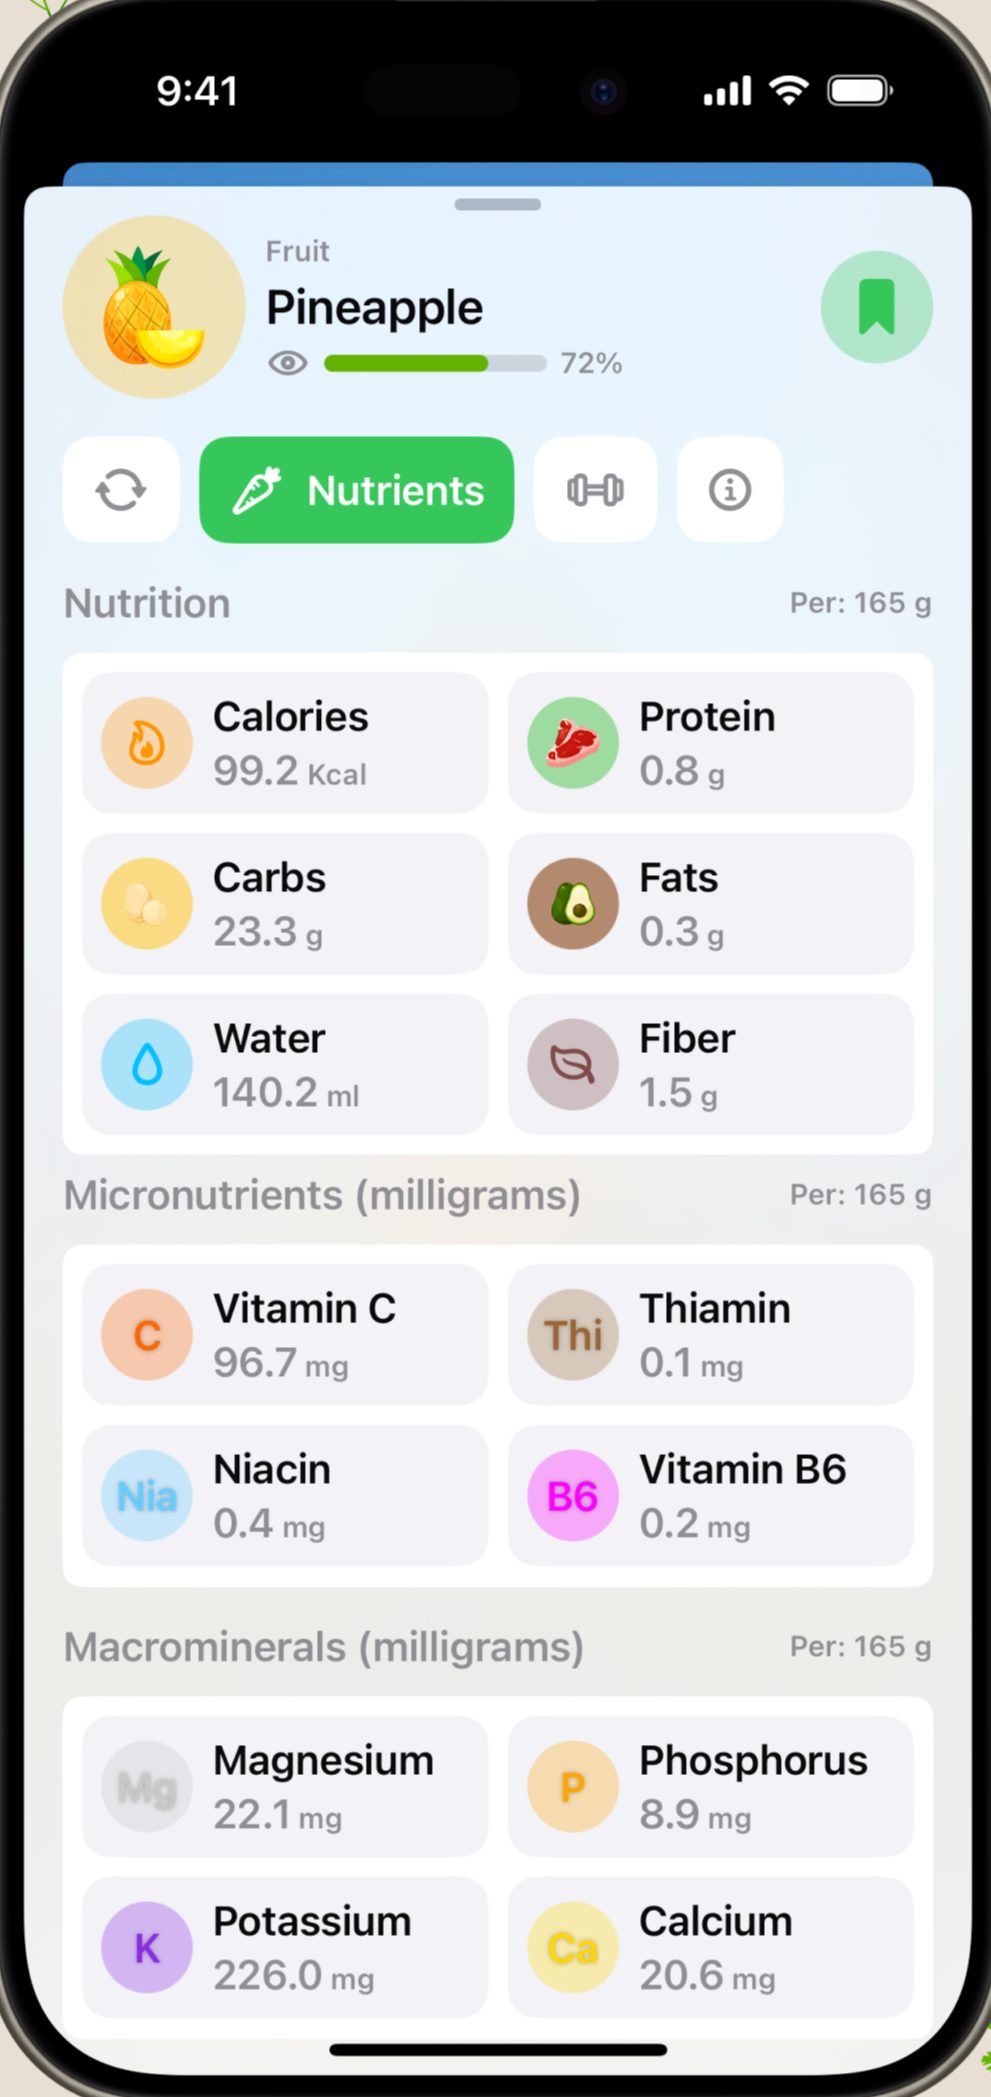 9:41
Fruit
Pineapple
72%
Nutrients
Nutrition Per: 165 g
Calories Protein
99.2 Kcal 0.8 g
Carbs Fats
23.3 g 0.3 g
Water Fiber
140.2 ml 1.5 g
Micronutrients (milligrams) Per: 165 g
C Vitamin C Thi Thiamin
96.7 mg 0.1 mg
Nia Niacin B6 Vitamin B6
0.4 mg 0.2 mg
Macrominerals (milligrams) Per: 165 g
Mg Magnesium P Phosphorus
22.1 mg 8.9 mg
K Potassium Ca Calcium
226.0 mg 20.6 mg